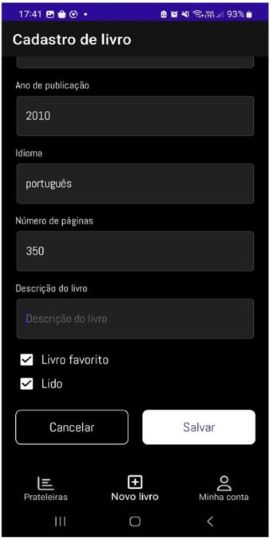 17:41
93%
Cadastro de livro
Ano de publicação
2010
Idioma
português
Número de páginas
350
Descrição do livro
Descrição do livro
Livro favorito
Lido
Cancelar Salvar
Prateleiras Novo livro Minha conta